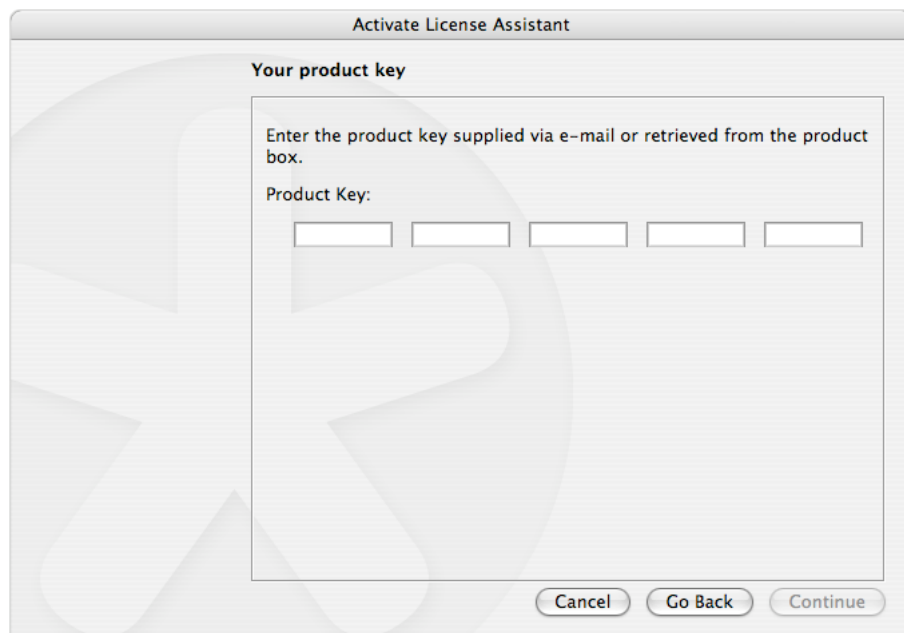 Activate License Assistant
Your product key
Enter the product key supplied via e-mail or retrieved from the product
box.
Product Key:
Cancel Go Back Continue